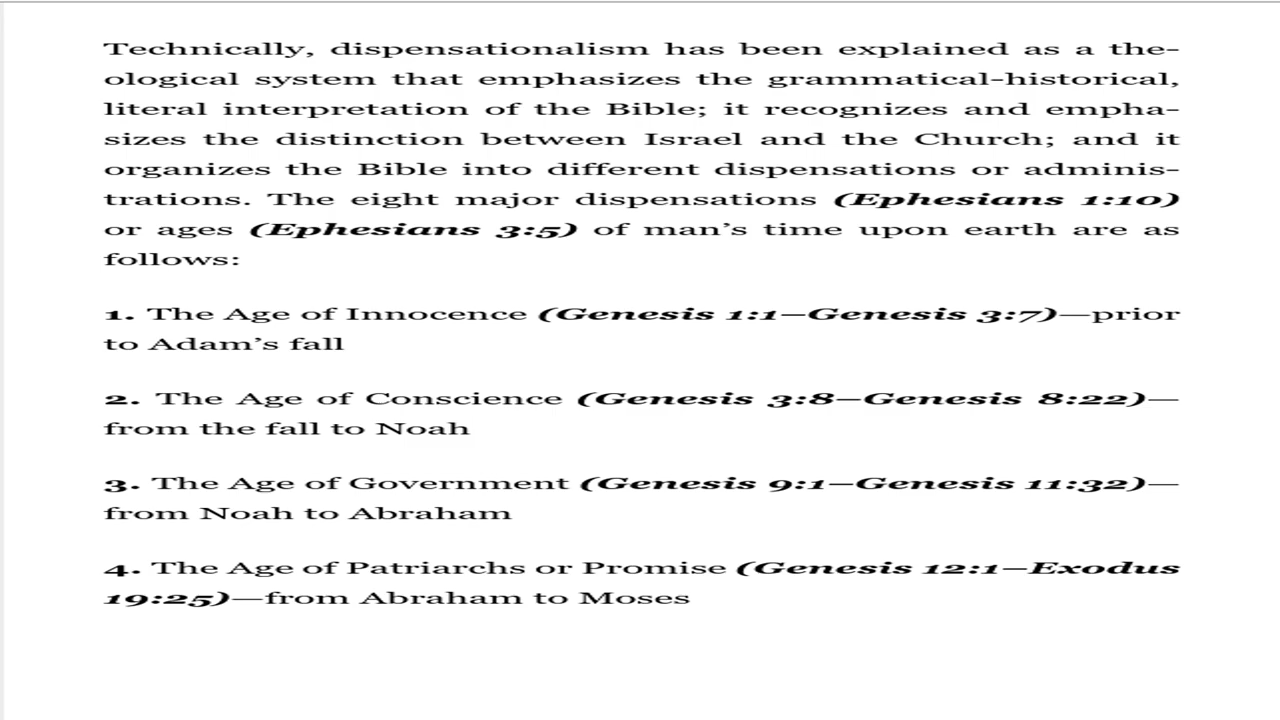 Technically, dispensationalism has been explained as a the-
ological system that emphasizes the grammatical-historical,
literal interpretation of the Bible; it recognizes and empha-
sizes the distinction between Israel and the Church; and it
organizes the Bible into different dispensations or adminis-
trations. The eight major dispensations (Ephesians 1:10)
or ages (Ephesians 3:5) of man’s time upon earth are as
follows:
1. The Age of Innocence (Genesis 1:1—Genesis 3:7)—prior
to Adam’s fall
2. The Age of Conscience (Genesis 3:8—Genesis 8:22)—
from the fall to Noah
3. The Age of Government (Genesis 9:1—Genesis 11:32)—
from Noah to Abraham
4. The Age of Patriarchs or Promise (Genesis 12:1—Exodus
19:25)—from Abraham to Moses